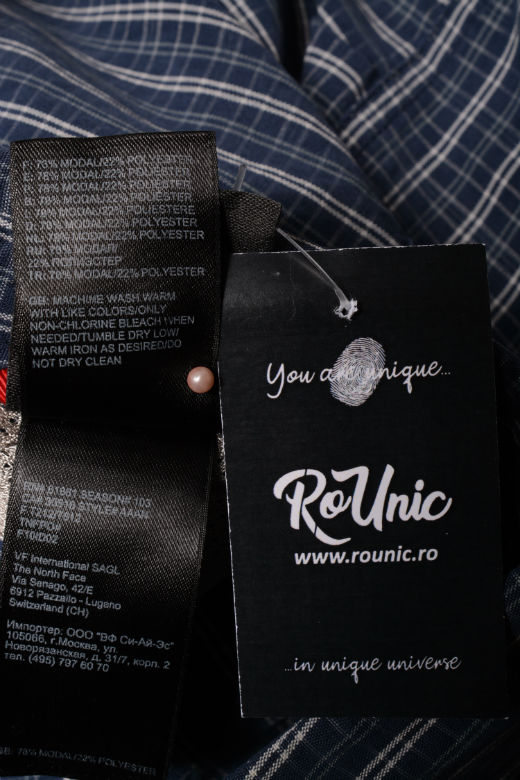 78% MODAL/22% POLYESTER
78% MODAL/22% POLYESTER
78% MODAL/22% POLYESTER
78% MODAL/22% POLYESTER
78% MODAL/22% POLYESTERE
78% MODAL/22% POLYESTER
78% MODAL/22% POLYESTER
TR: 78% MODAL/22% POLYESTER
GB: MACHINE WASH WARM
WITH LIKE COLORS/ONLY
NON-CHLORINE BLEACH WHEN
NEEDED/TUMBLE DRY LOW/
WARM IRON AS DESIRED/DO
NOT DRY CLEAN
SEASON#
STYLE#
VF International SAGL
The North Face
Via Senago, 42/E
6912 Pazzallo - Lugano
Switzerland (CH)
Импортер: ООО "ВФ Си-Ай-Эс"
105066, г.Москва, ул.
Новорязанская, д. 31/7, корп. 2
тел. (495) 797 60 70
78% MODAL/22% POLYESTER
You are unique...
RoUnic
www.rounic.ro
...in unique universe